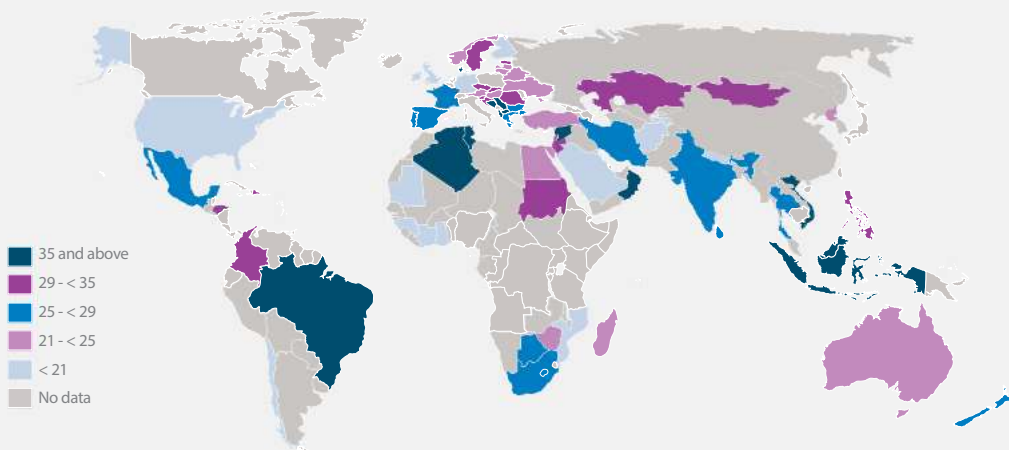 35 and above
29 - < 35
25 - < 29
21 - < 25
< 21
No data